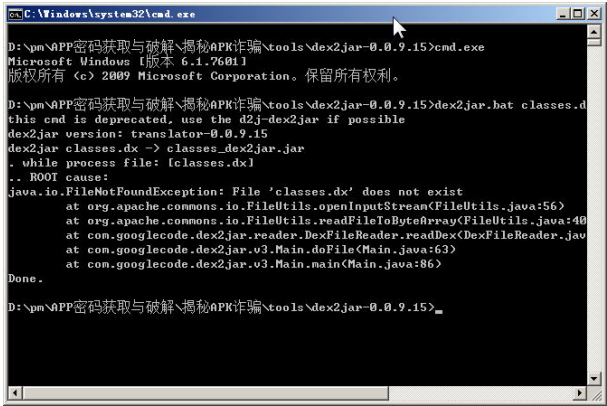 C:\Windows\system32\cmd.exe
D:\pm\APP密码获取与破解\揭秘APK诈骗\tools\dex2jar-0.0.9.15>cmd.exe
Microsoft Windows [版本 6.1.7601]
版权所有 (c) 2009 Microsoft Corporation。保留所有权利。
D:\pm\APP密码获取与破解\揭秘APK诈骗\tools\dex2jar-0.0.9.15>dex2jar.bat classes.d
this cmd is deprecated, use the d2j-dex2jar if possible
dex2jar version: translator-0.0.9.15
dex2jar classes.dx -> classes_dex2jar.jar
. while process file: [classes.dx]
.. ROOT cause:
java.io.FileNotFoundException: File 'classes.dx' does not exist
at org.apache.commons.io.FileUtils.openInputStream(FileUtils.java:56)
at org.apache.commons.io.FileUtils.readFileToByteArray(FileUtils.java:40
at com.googlecode.dex2jar.reader.DexFileReader.readDex(DexFileReader.jav
at com.googlecode.dex2jar.v3.Main.doFile(Main.java:63)
at com.googlecode.dex2jar.v3.Main.main(Main.java:86)
Done.
D:\pm\APP密码获取与破解\揭秘APK诈骗\tools\dex2jar-0.0.9.15>_